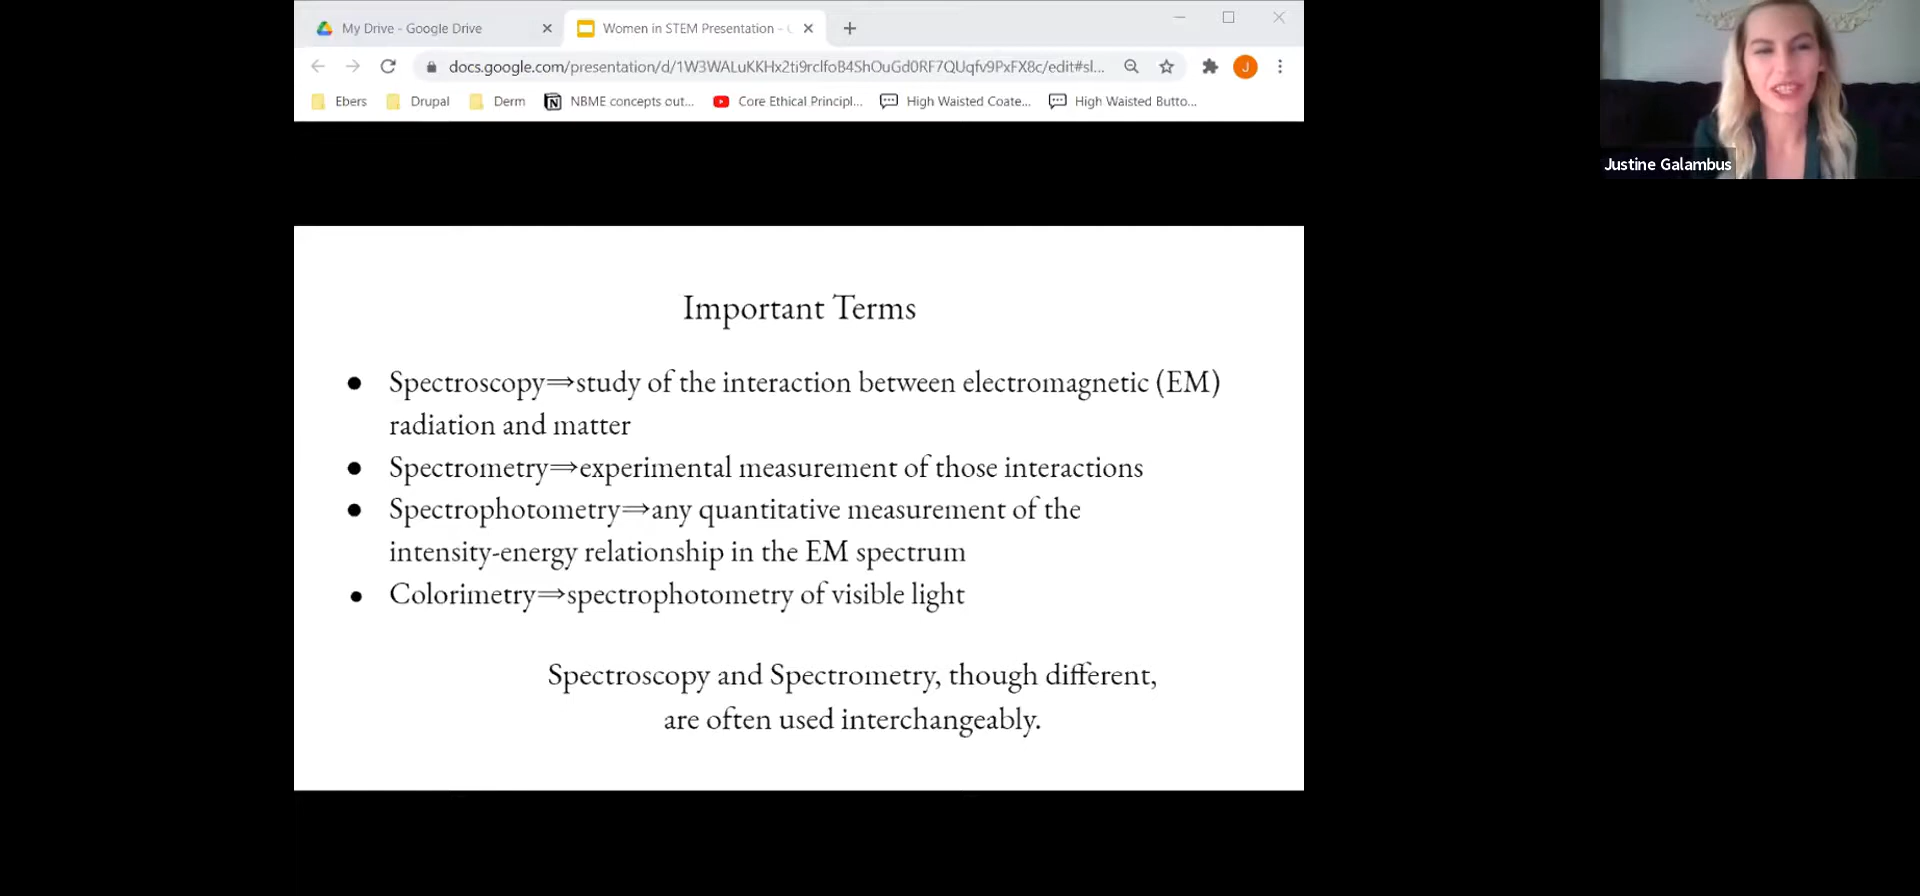 My Drive - Google Drive
Women in STEM Presentation -
docs.google.com/presentation/d/1W3WALuKKHx2ti9rclfoB4ShOuGd0RF7QUqfv9PxFX8c/edit#sl...
J
Ebers
Drupal
Derm
NBME concepts out...
Core Ethical Principl...
High Waisted Coate...
High Waisted Butto...
Justine Galambus
Important Terms
● Spectroscopy⇒study of the interaction between electromagnetic (EM)
radiation and matter
● Spectrometry⇒experimental measurement of those interactions
● Spectrophotometry⇒any quantitative measurement of the
intensity-energy relationship in the EM spectrum
● Colorimetry⇒spectrophotometry of visible light
Spectroscopy and Spectrometry, though different,
are often used interchangeably.